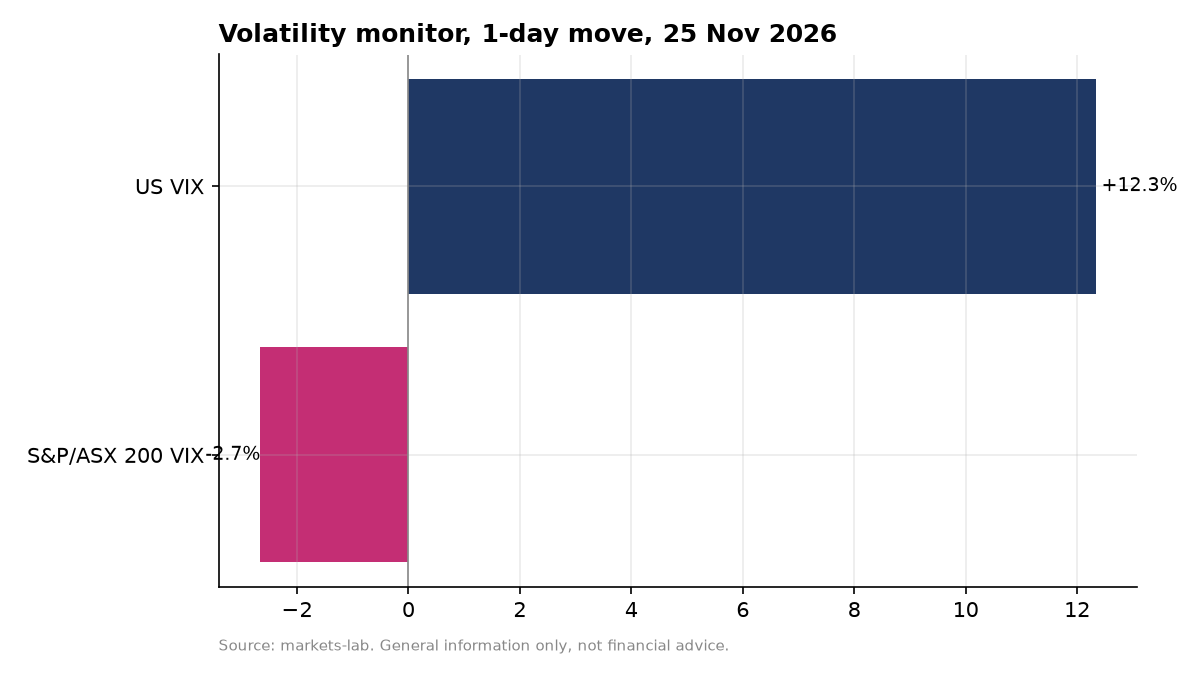 Volatility monitor, 1-day move, 25 Nov 2026
US VIX
+12.3%
S&P/ASX 200 VIX
-2.7%
−2 0 2 4 6 8 10 12
Source: markets-lab. General information only, not financial advice.